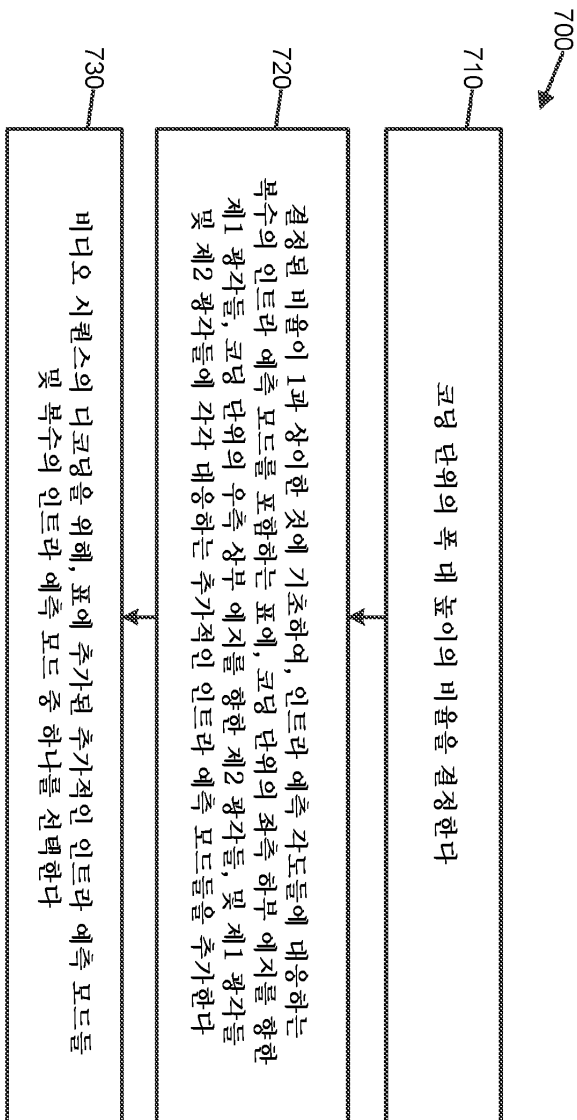 700
710
코딩 단위의 폭 대 높이의 비율을 결정한다
720
결정된 비율이 1과 상이한 것에 기초하여, 인트라 예측 각도들에 대응하는
복수의 인트라 예측 모드를 포함하는 표에, 코딩 단위의 좌측 하부 에지를 향한
제1 광각들, 코딩 단위의 우측 상부 에지를 향한 제2 광각들, 및 제1 광각들
및 제2 광각들에 각각 대응하는 추가적인 인트라 예측 모드들을 추가한다
730
비디오 시퀀스의 디코딩을 위해, 표에 추가된 추가적인 인트라 예측 모드들
및 복수의 인트라 예측 모드 중 하나를 선택한다